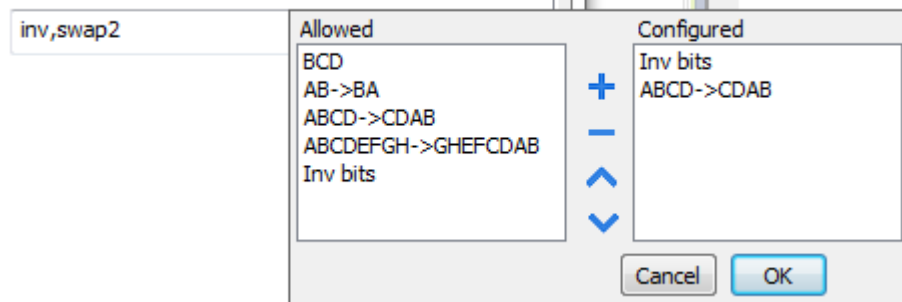 inv,swap2
Allowed
BCD
AB->BA
ABCD->CDAB
ABCDEFGH->GHEFCDAB
Inv bits
Configured
Inv bits
ABCD->CDAB
Cancel
OK